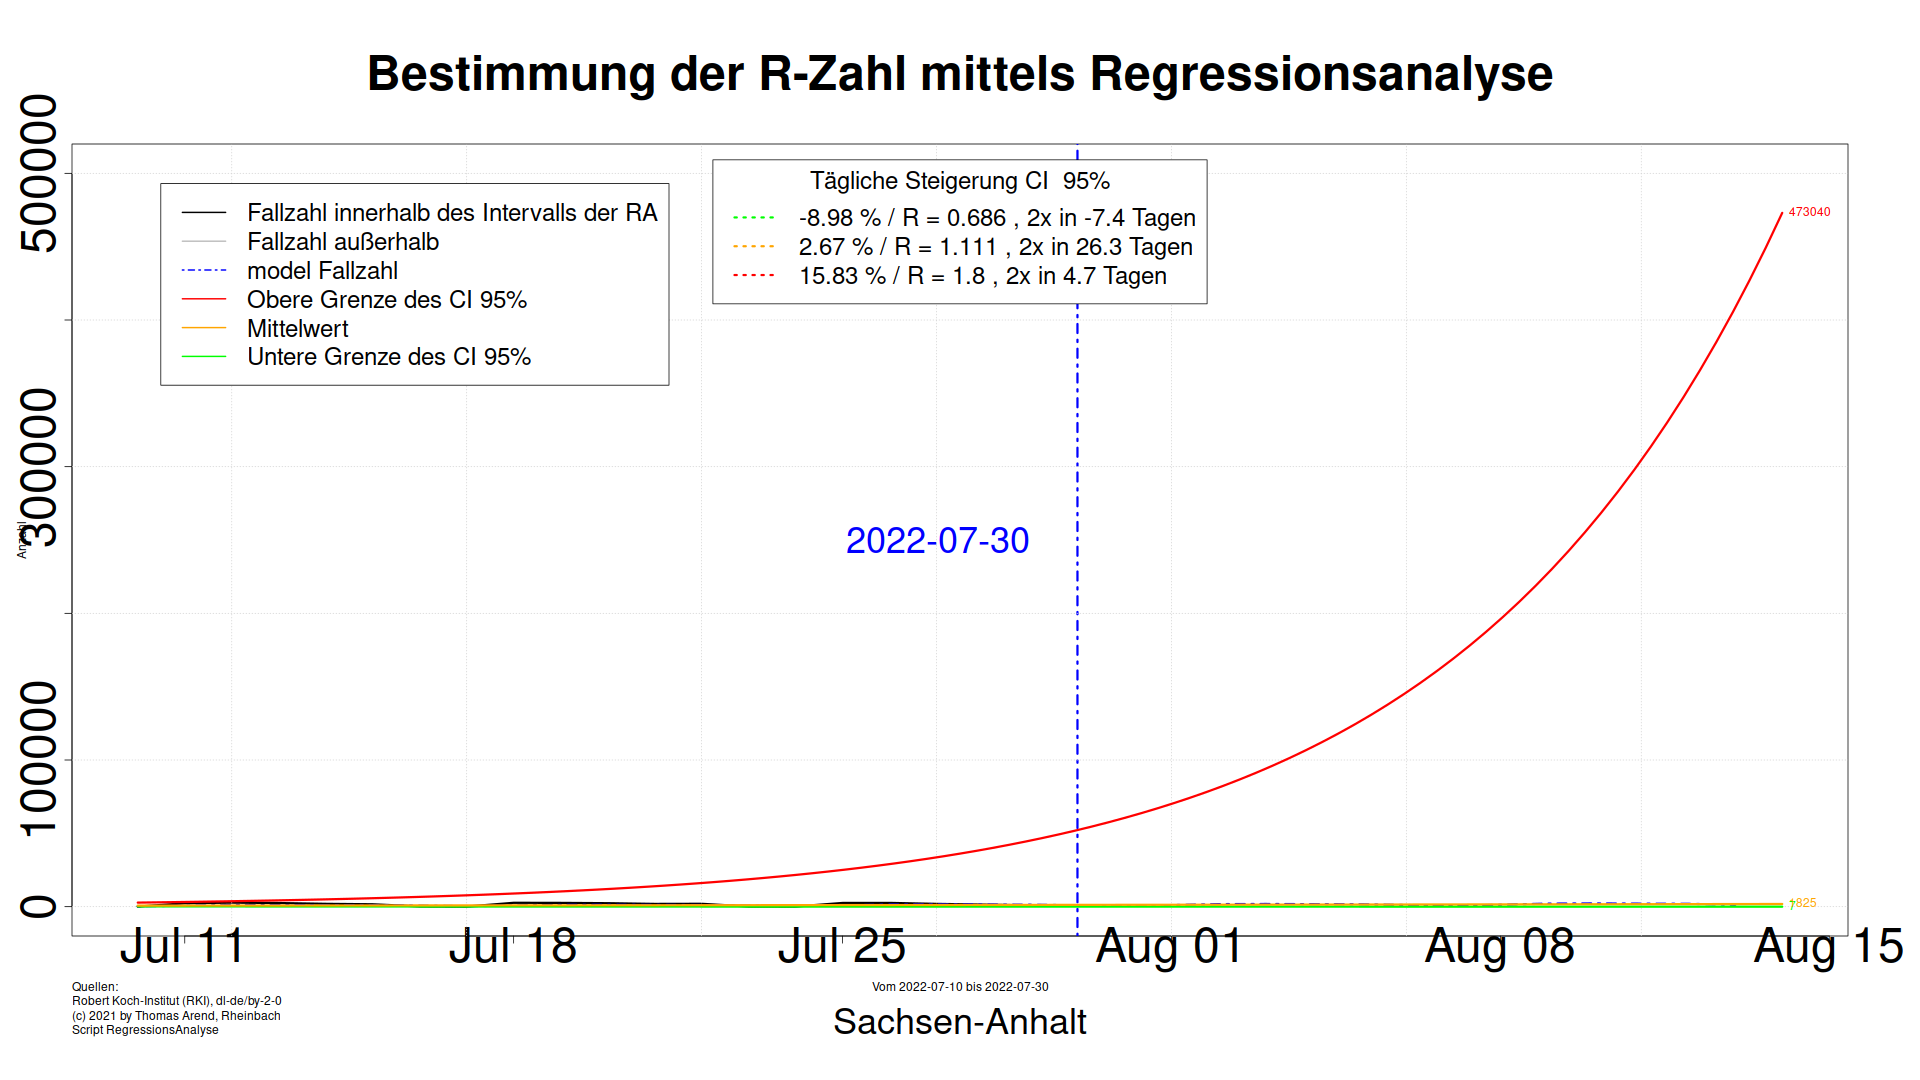 Bestimmung der R-Zahl mittels Regressionsanalyse
Anzahl
500000
300000
100000
0
Fallzahl innerhalb des Intervalls der RA
Fallzahl außerhalb
model Fallzahl
Obere Grenze des CI 95%
Mittelwert
Untere Grenze des CI 95%
Tägliche Steigerung CI  95%
-8.98 % / R = 0.686 , 2x in -7.4 Tagen
2.67 % / R = 1.111 , 2x in 26.3 Tagen
15.83 % / R = 1.8 , 2x in 4.7 Tagen
473040
2022-07-30
1825
Jul 11
Jul 18
Jul 25
Aug 01
Aug 08
Aug 15
Quellen:
Robert Koch-Institut (RKI), dl-de/by-2-0
(c) 2021 by Thomas Arend, Rheinbach
Script RegressionsAnalyse
Vom 2022-07-10 bis 2022-07-30
Sachsen-Anhalt